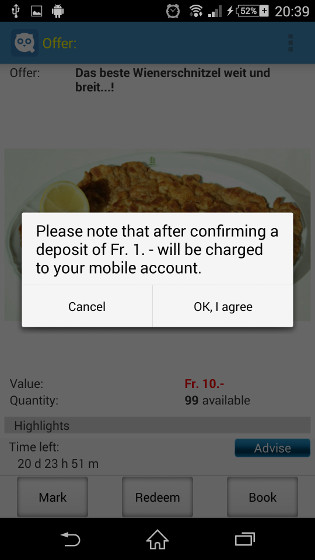 52% 20:39
Offer:
Offer: Das beste Wienerschnitzel weit und
breit...!
Please note that after confirming a
deposit of Fr. 1. - will be charged
to your mobile account.
Cancel OK, I agree
Value: Fr. 10.-
Quantity: 99 available
Highlights
Time left: Advise
20 d 23 h 51 m
Mark Redeem Book